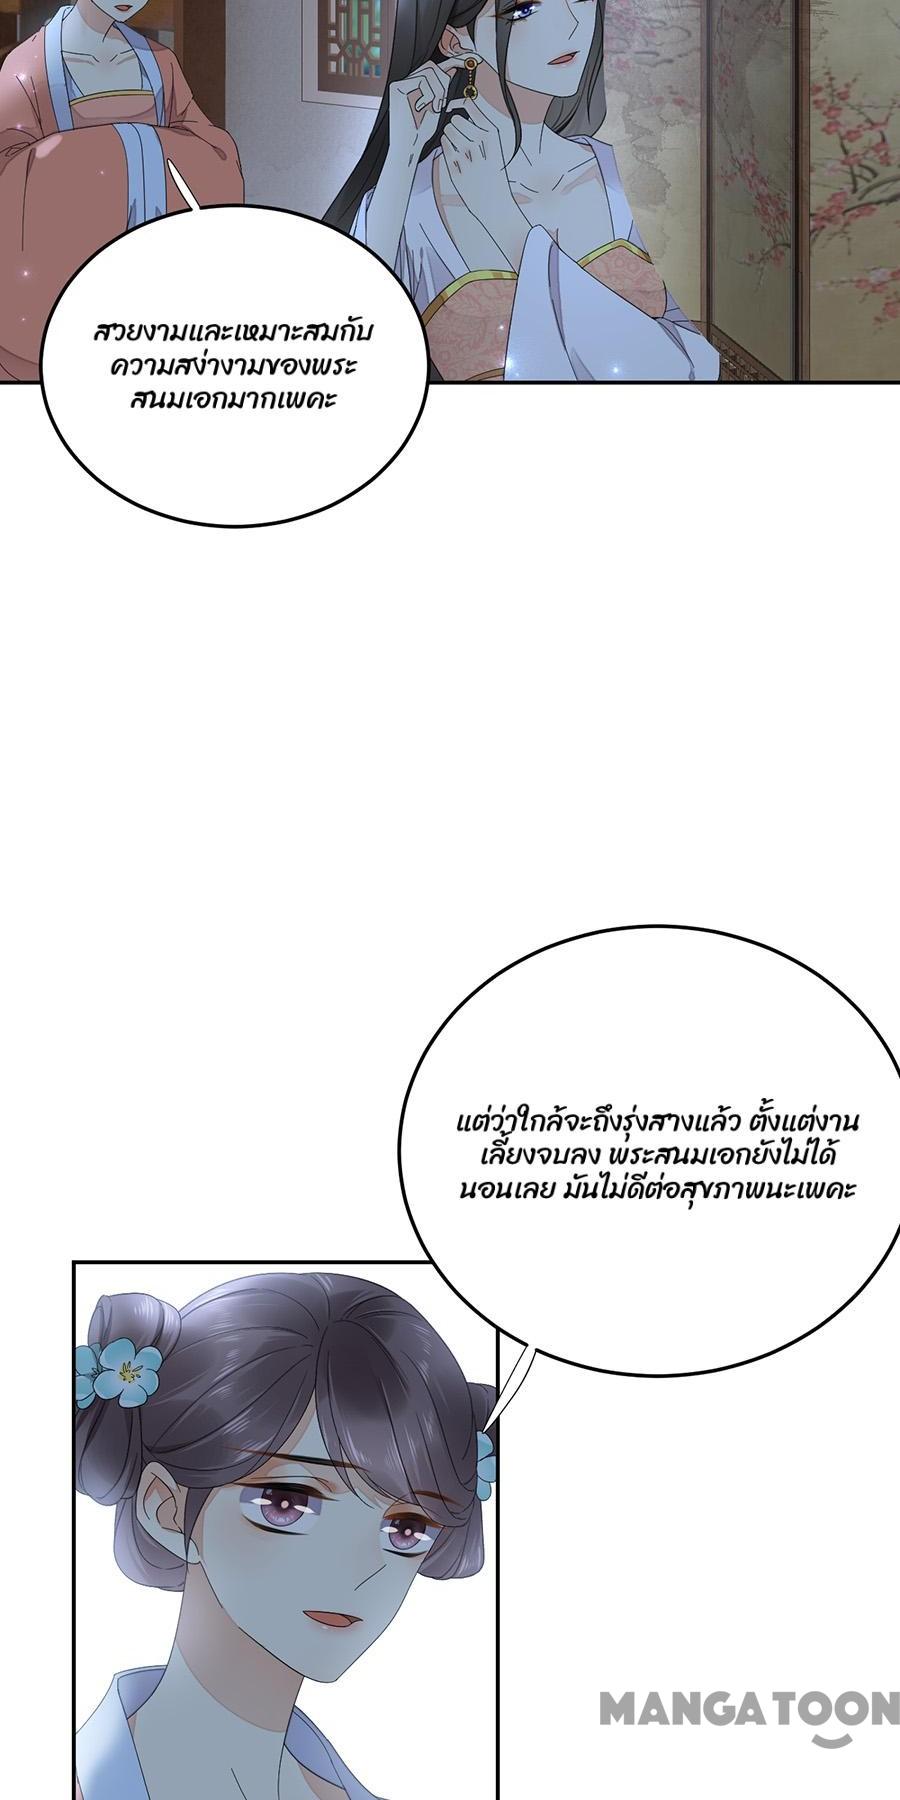 สวยงามและเหมาะสมกับ
ความสง่างามของพระ
สนมเอกมากเพคะ
แต่ว่าใกล้จะถึงรุ่งสางแล้ว ตั้งแต่งาน
เลี้ยงจบลง พระสนมเอกยังไม่ได้
นอนเลย มันไม่ดีต่อสุขภาพนะเพคะ
MANGATOON